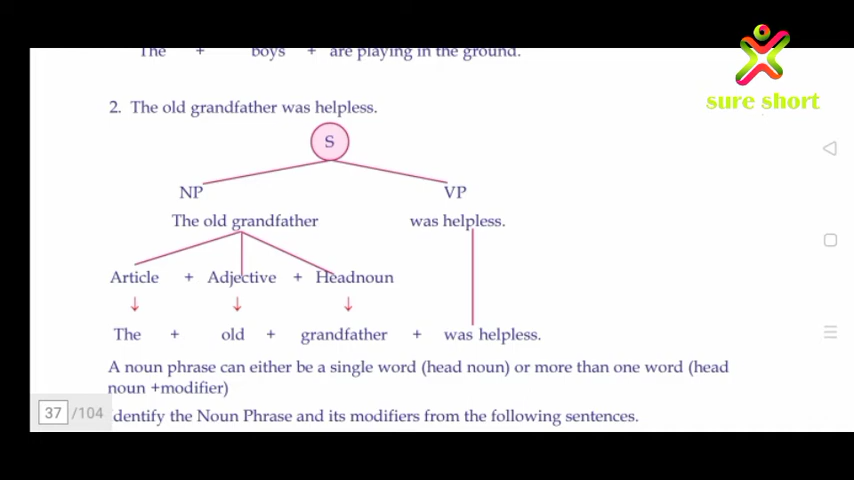 The + boys + are playing in the ground.
sure short
2. The old grandfather was helpless.
S
NP VP
The old grandfather was helpless.
Article + Adjective + Headnoun
↓ ↓ ↓
The + old + grandfather + was helpless.
A noun phrase can either be a single word (head noun) or more than one word (head
noun +modifier)
37 /104
dentify the Noun Phrase and its modifiers from the following sentences.